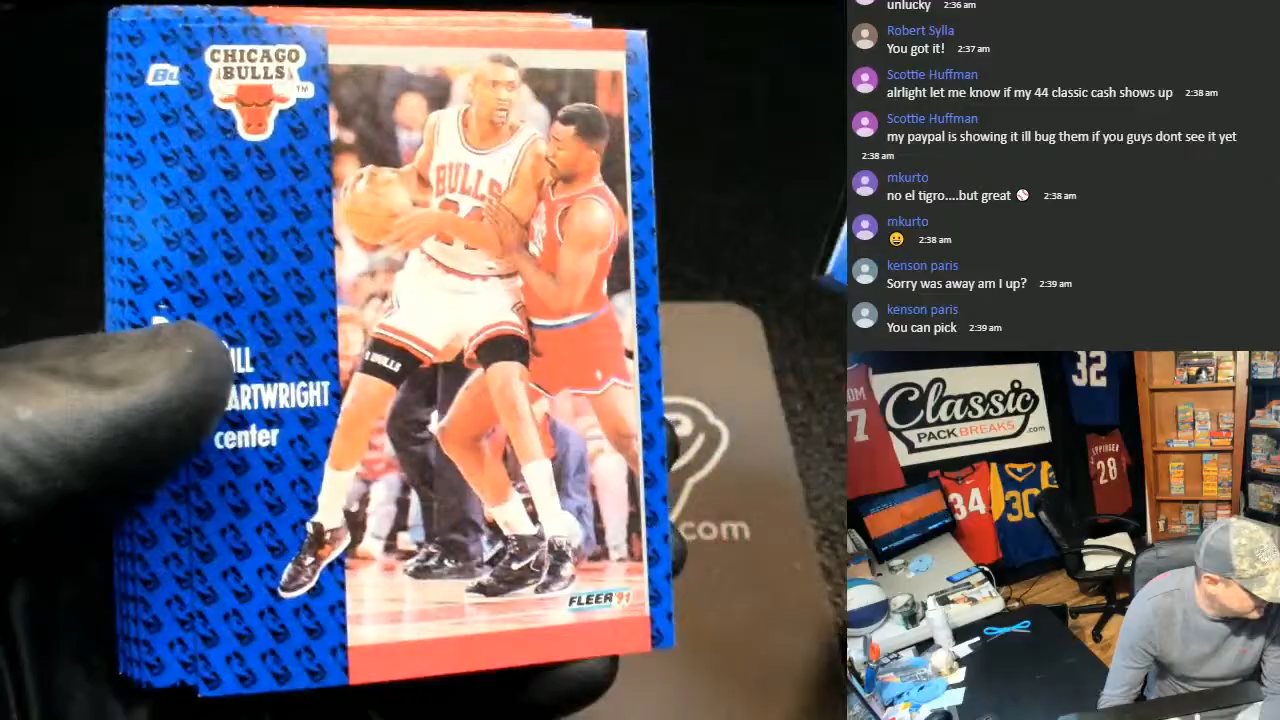 CHICAGO
BULLS
TM
Bu
BULLS
BULLS
ILL
ARTWRIGHT
center
FLEER '91
.com
unlucky 2:36 am
Robert Sylla
You got it! 2:37 am
Scottie Huffman
alrlight let me know if my 44 classic cash shows up 2:38 am
Scottie Huffman
my paypal is showing it ill bug them if you guys dont see it yet
2:38 am
mkurto
no el tigro....but great 2:38 am
mkurto
2:38 am
kenson paris
Sorry was away am I up? 2:39 am
kenson paris
You can pick 2:39 am
Classic
PACK BREAKS .com
32
7
34
30
28